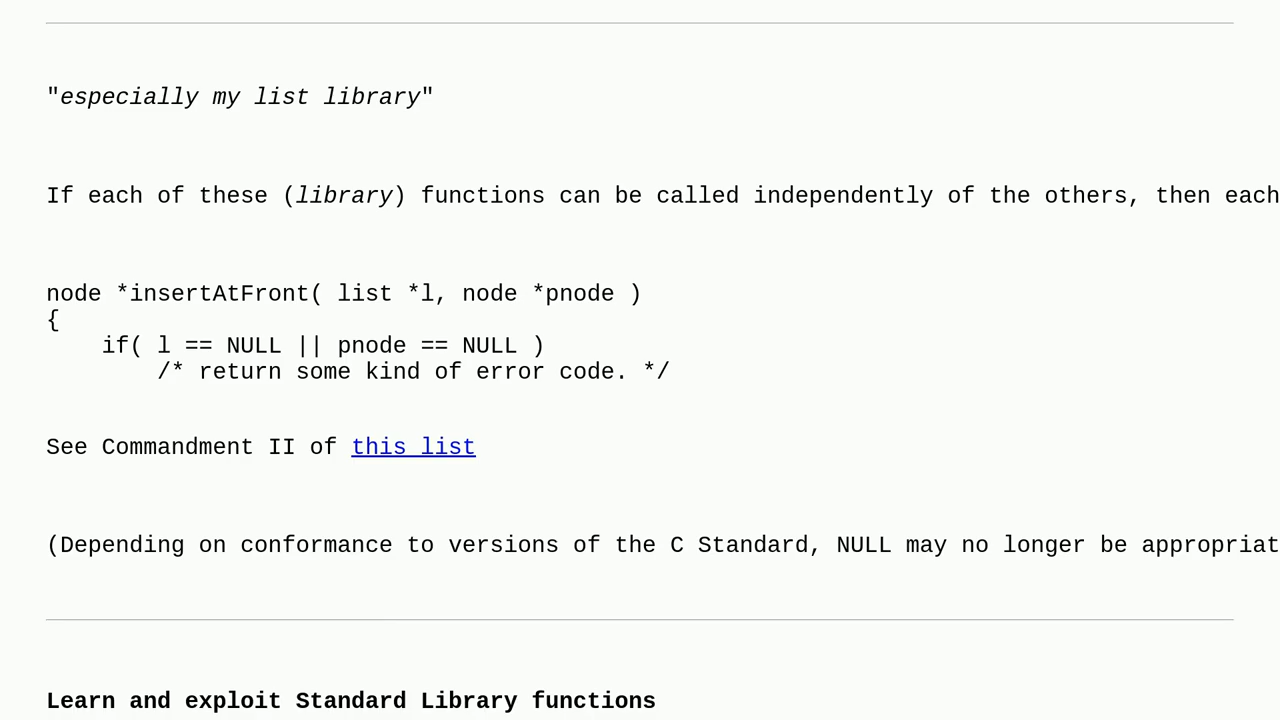 "especially my list library"
If each of these (library) functions can be called independently of the others, then each
node *insertAtFront( list *l, node *pnode )
{
    if( l == NULL || pnode == NULL )
        /* return some kind of error code. */
See Commandment II of this list
(Depending on conformance to versions of the C Standard, NULL may no longer be appropriat
Learn and exploit Standard Library functions